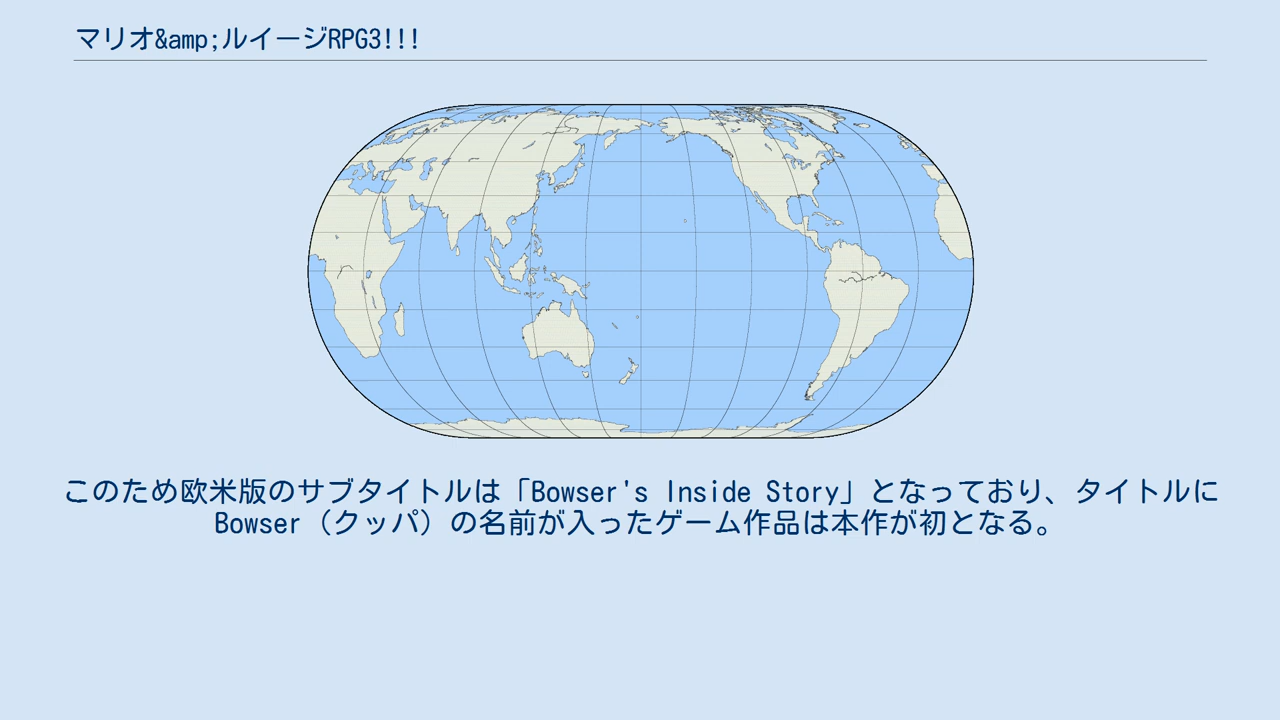 マリオ&amp;ルイージRPG3!!!
このため欧米版のサブタイトルは「Bowser's Inside Story」となっており、タイトルに
Bowser（クッパ）の名前が入ったゲーム作品は本作が初となる。